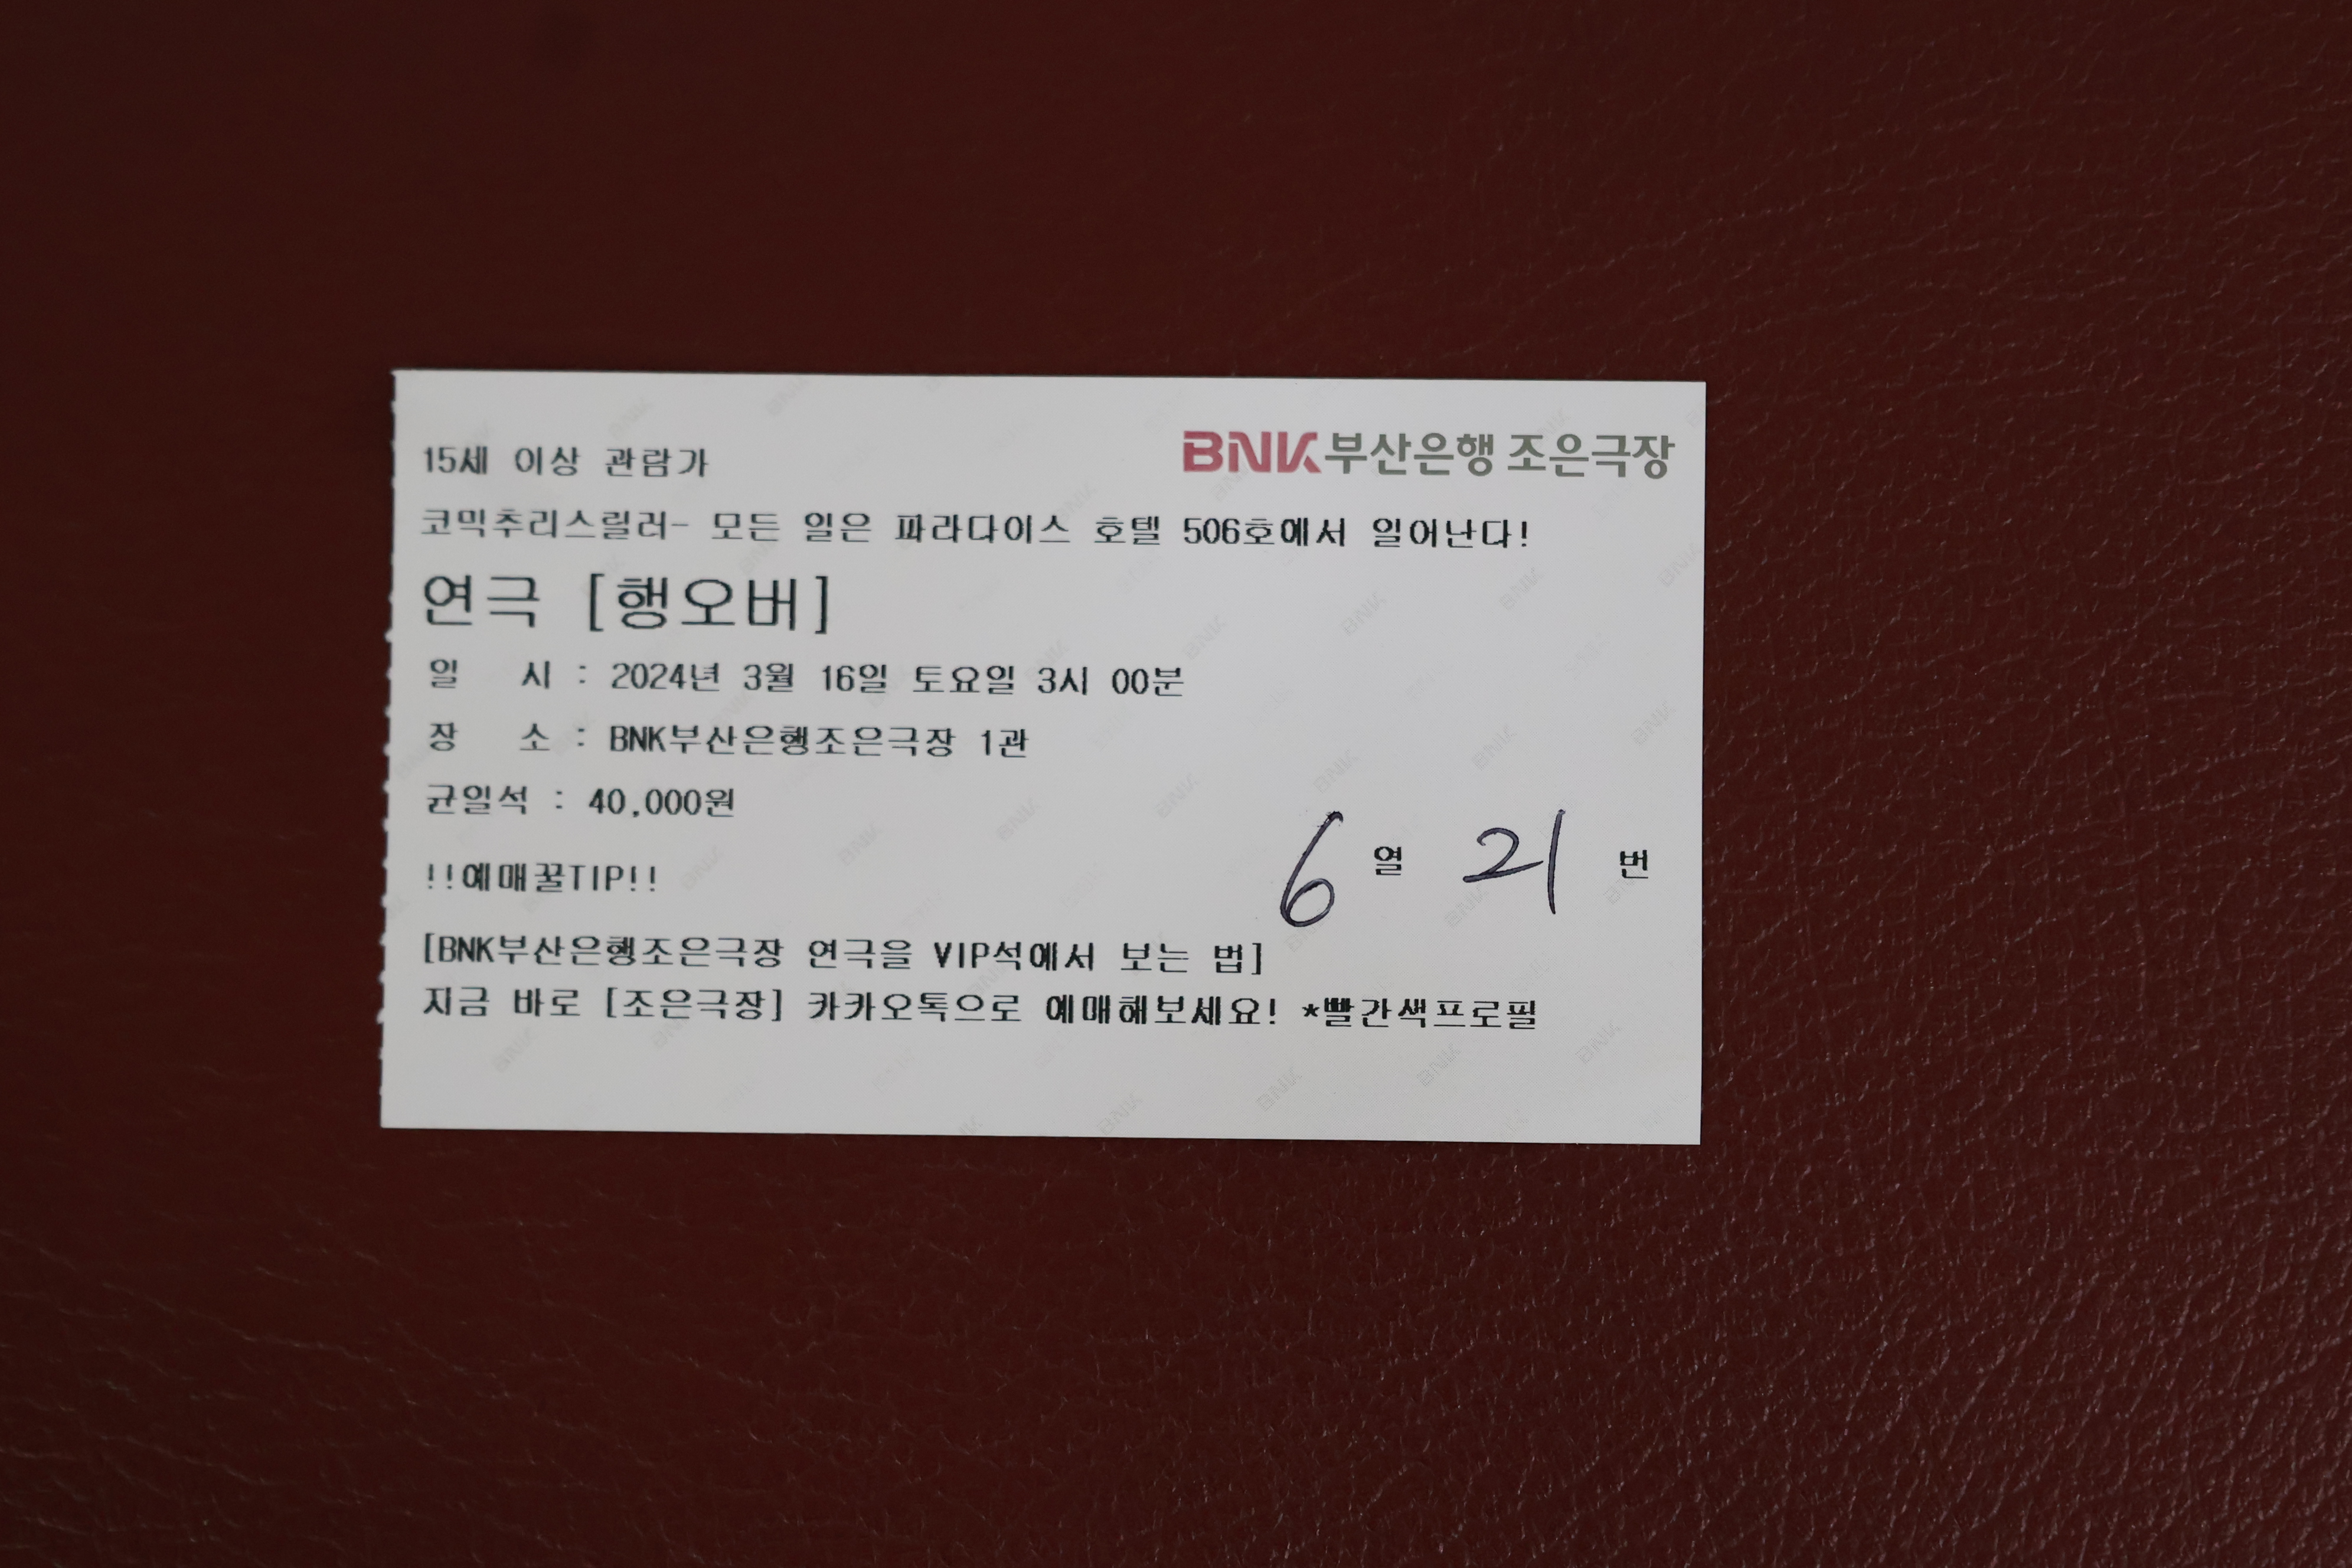 BNK부산은행 조은극장
15세 이상 관람가
코믹추리스릴러- 모든 일은 파라다이스 호텔 506호에서 일어난다!
연극 [행오버]
일 시 : 2024년 3월 16일 토요일 3시 00분
장 소 : BNK부산은행조은극장 1관
균일석 : 40,000원
6 열 21 번
!!예매꿀TIP!!
[BNK부산은행조은극장 연극을 VIP석에서 보는 법]
지금 바로 [조은극장] 카카오톡으로 예매해보세요! *빨간색프로필